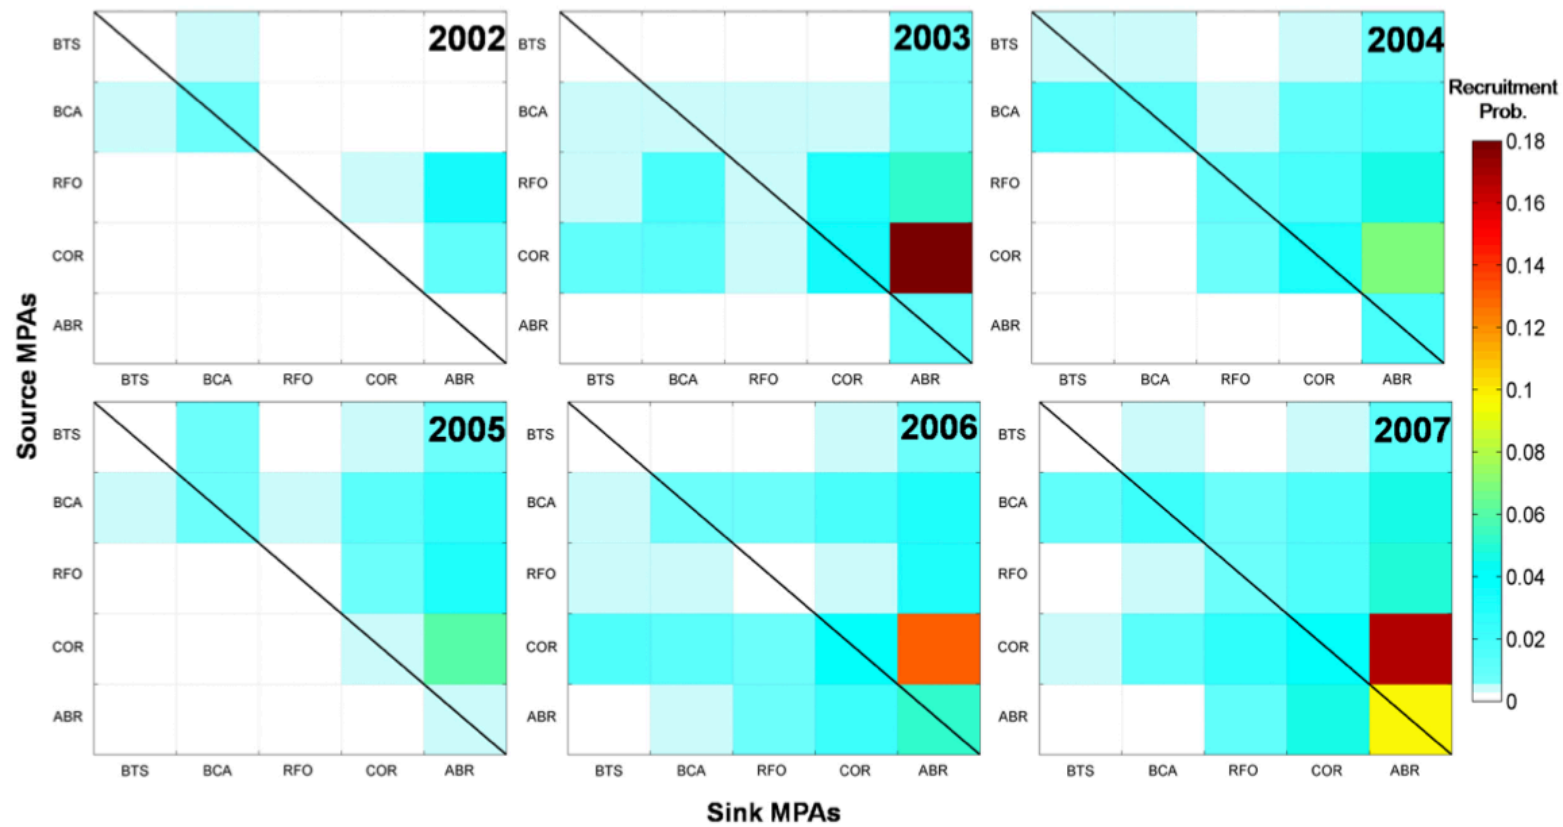 2002
BTS
BCA
RFO
COR
ABR
BTS BCA RFO COR ABR
2003
BTS
BCA
RFO
COR
ABR
BTS BCA RFO COR ABR
2004
BTS
BCA
RFO
COR
ABR
BTS BCA RFO COR ABR
Recruitment
Prob.
0.18
0.16
0.14
0.12
0.1
0.08
0.06
0.04
0.02
0
Source MPAs
2005
BTS
BCA
RFO
COR
ABR
BTS BCA RFO COR ABR
2006
BTS
BCA
RFO
COR
ABR
BTS BCA RFO COR ABR
2007
BTS
BCA
RFO
COR
ABR
BTS BCA RFO COR ABR
Sink MPAs